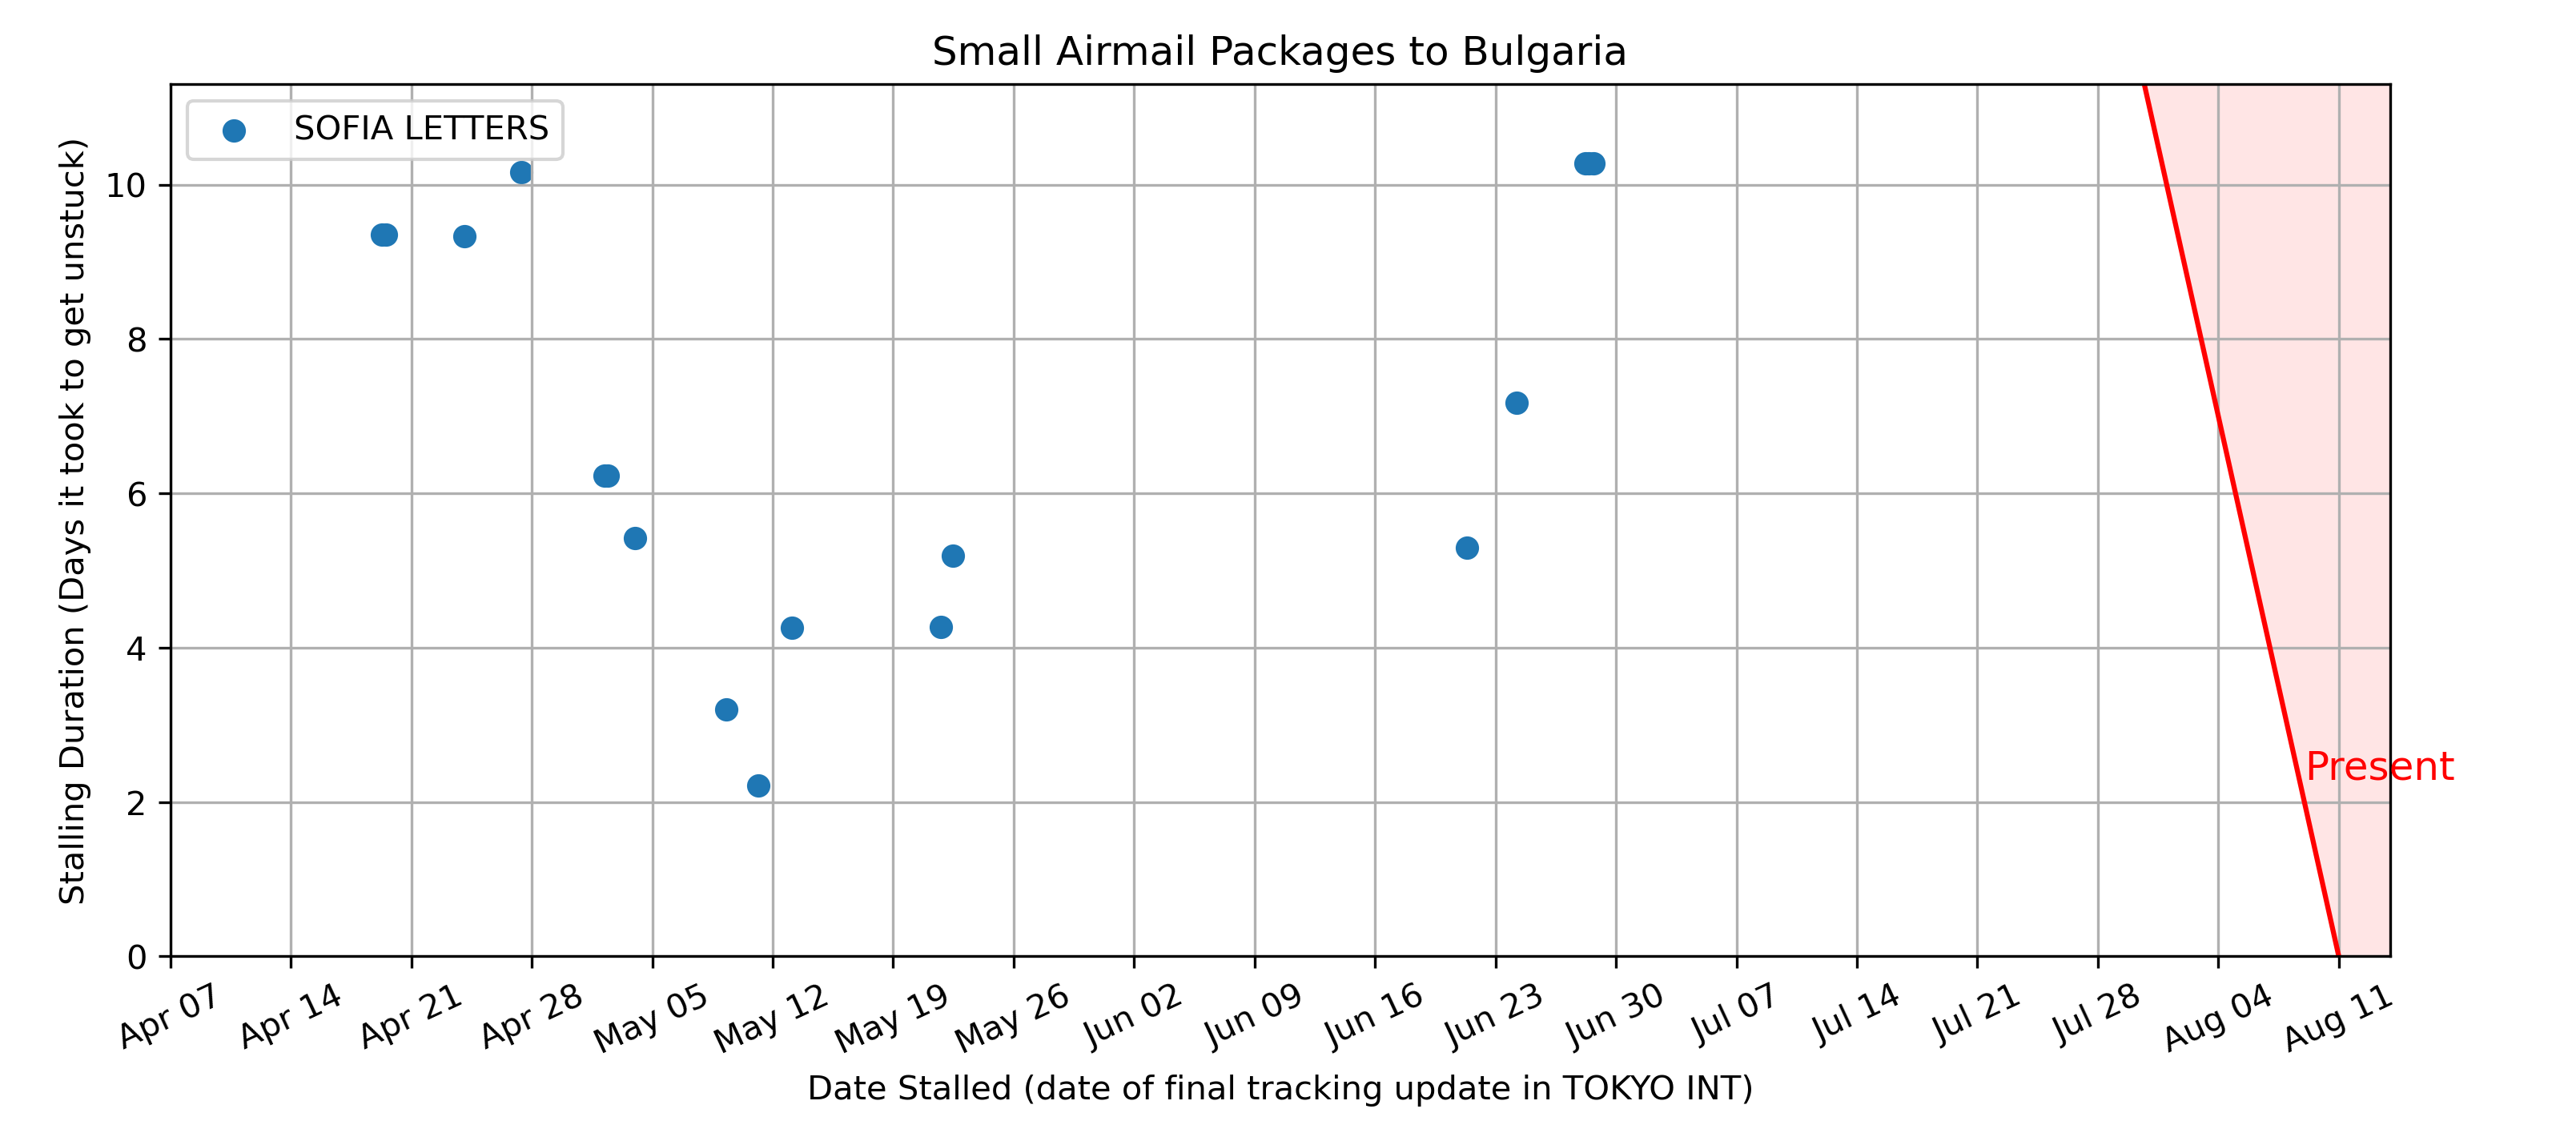 Small Airmail Packages to Bulgaria
SOFIA LETTERS
Stalling Duration (Days it took to get unstuck)
10
8
6
4
2
0
Present
Apr 07
Apr 14
Apr 21
Apr 28
May 05
May 12
May 19
May 26
Jun 02
Jun 09
Jun 16
Jun 23
Jun 30
Jul 07
Jul 14
Jul 21
Jul 28
Aug 04
Aug 11
Date Stalled (date of final tracking update in TOKYO INT)